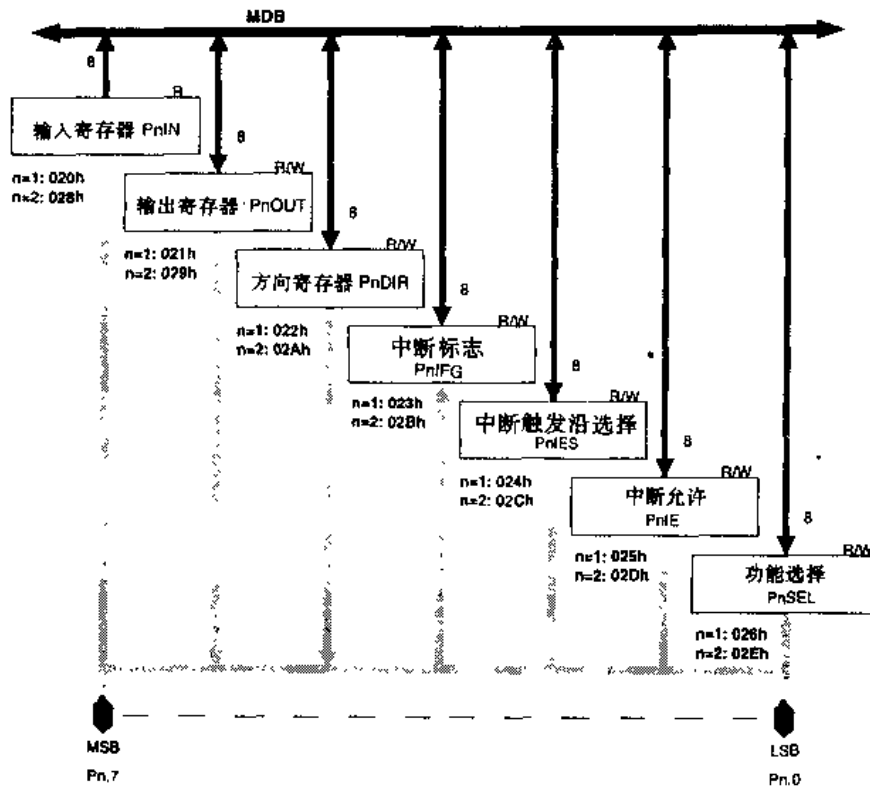 MDB
8
R
输入寄存器 PnIN
n=1: 020h
n=2: 028h
8
R/W
输出寄存器 PnOUT
n=1: 021h
n=2: 029h
8
R/W
方向寄存器 PnDIR
n=1: 022h
n=2: 02Ah
8
R/W
中断标志
PnIFG
n=1: 023h
n=2: 02Bh
8
R/W
中断触发沿选择
PnIES
n=1: 024h
n=2: 02Ch
8
R/W
中断允许
PnIE
n=1: 025h
n=2: 02Dh
8
R/W
功能选择
PnSEL
n=1: 026h
n=2: 02Eh
MSB
Pn.7
LSB
Pn.0